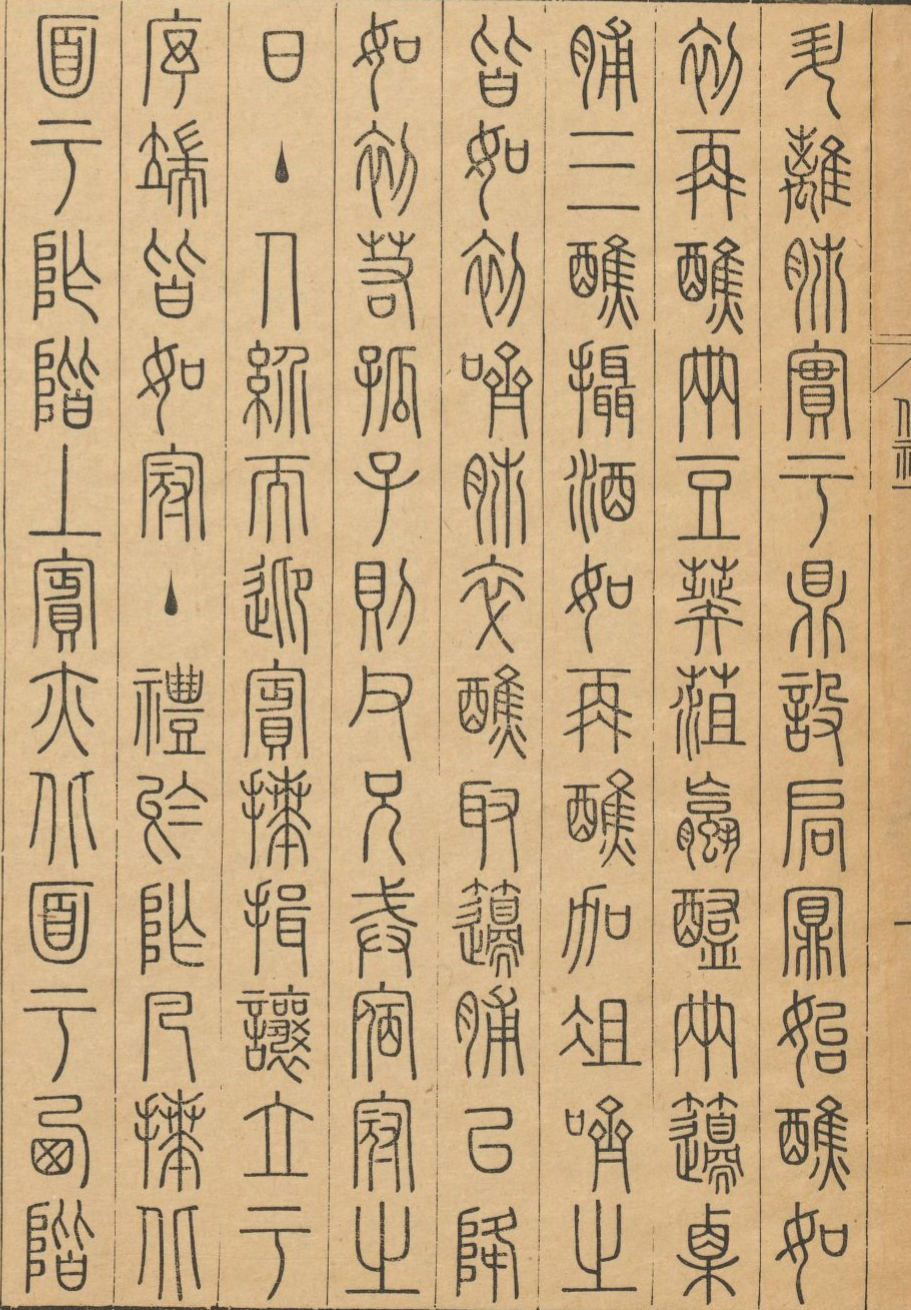 升離肺實于鼎設扃鼏始醮如
初再醮兩豆葵菹蠃醢兩籩栗
脯三醮攝酒如再醮加俎嚌之
皆如初嚌肺卒醮取籩脯以降
如初若孤子則父兄戒宿冠之
日主人紒而迎賓拜揖讓立于
序端皆如冠主禮於阼凡拜北
面于阼階上賓亦北面于西階